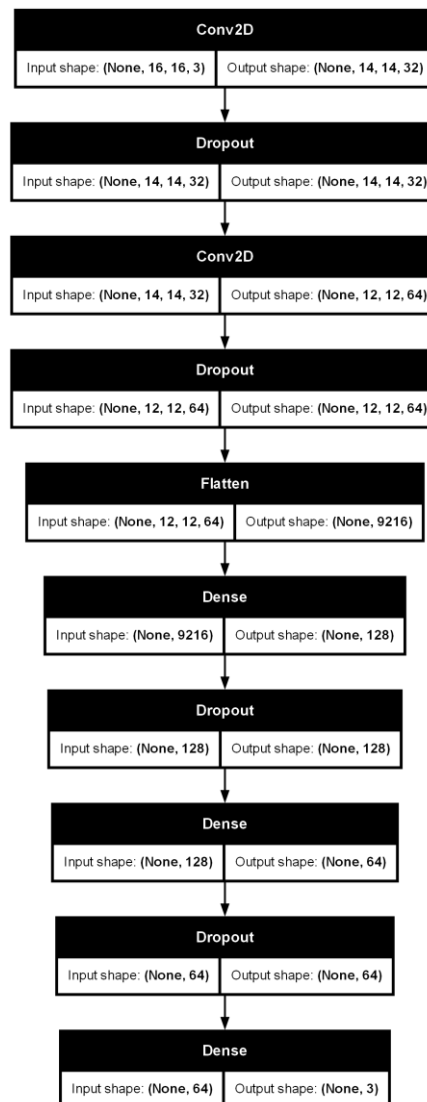 Conv2D
Input shape: (None, 16, 16, 3) Output shape: (None, 14, 14, 32)
Dropout
Input shape: (None, 14, 14, 32) Output shape: (None, 14, 14, 32)
Conv2D
Input shape: (None, 14, 14, 32) Output shape: (None, 12, 12, 64)
Dropout
Input shape: (None, 12, 12, 64) Output shape: (None, 12, 12, 64)
Flatten
Input shape: (None, 12, 12, 64) Output shape: (None, 9216)
Dense
Input shape: (None, 9216) Output shape: (None, 128)
Dropout
Input shape: (None, 128) Output shape: (None, 128)
Dense
Input shape: (None, 128) Output shape: (None, 64)
Dropout
Input shape: (None, 64) Output shape: (None, 64)
Dense
Input shape: (None, 64) Output shape: (None, 3)